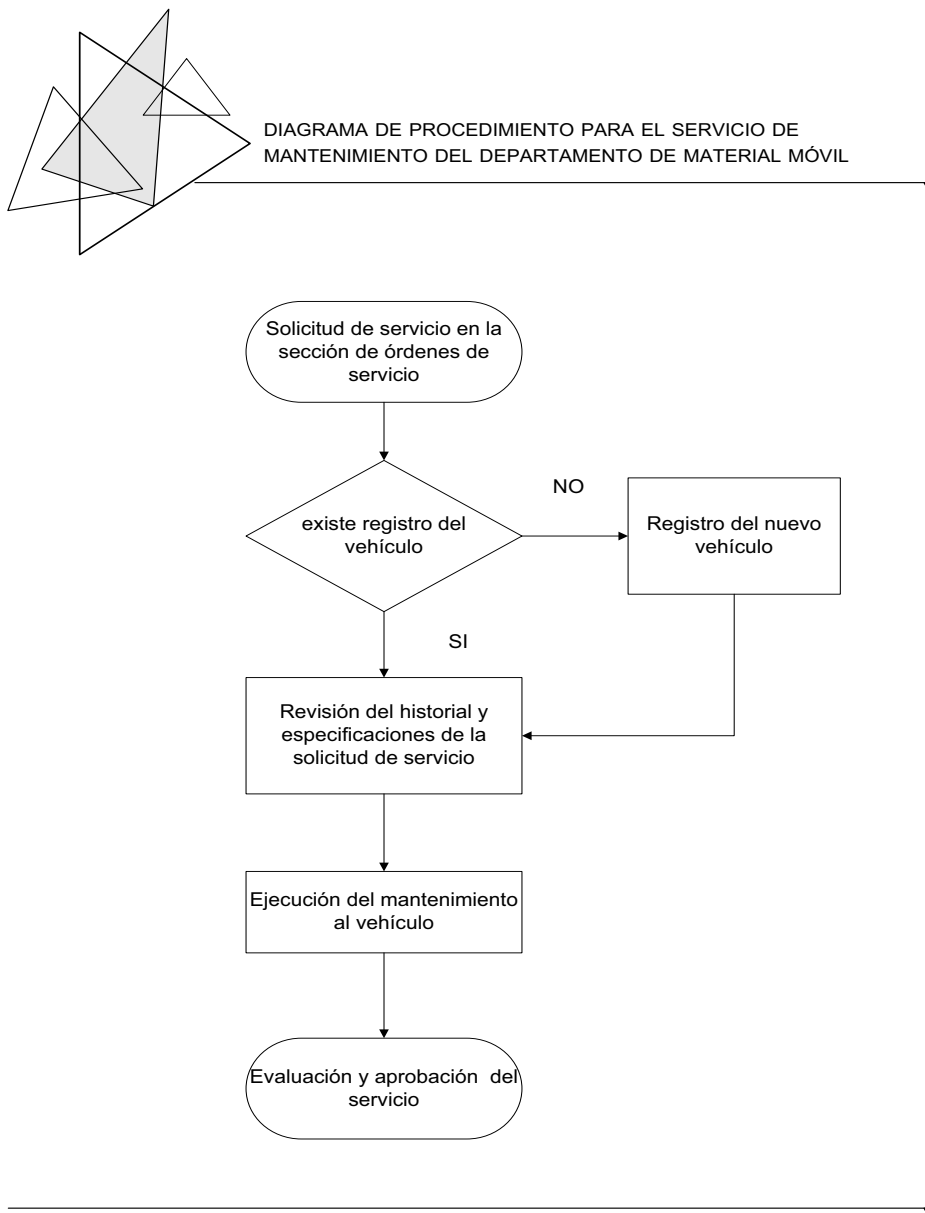 DIAGRAMA DE PROCEDIMIENTO PARA EL SERVICIO DE
MANTENIMIENTO DEL DEPARTAMENTO DE MATERIAL MÓVIL
Solicitud de servicio en la
sección de órdenes de
servicio
existe registro del
vehículo
NO
Registro del nuevo
vehículo
SI
Revisión del historial y
especificaciones de la
solicitud de servicio
Ejecución del mantenimiento
al vehículo
Evaluación y aprobación del
servicio